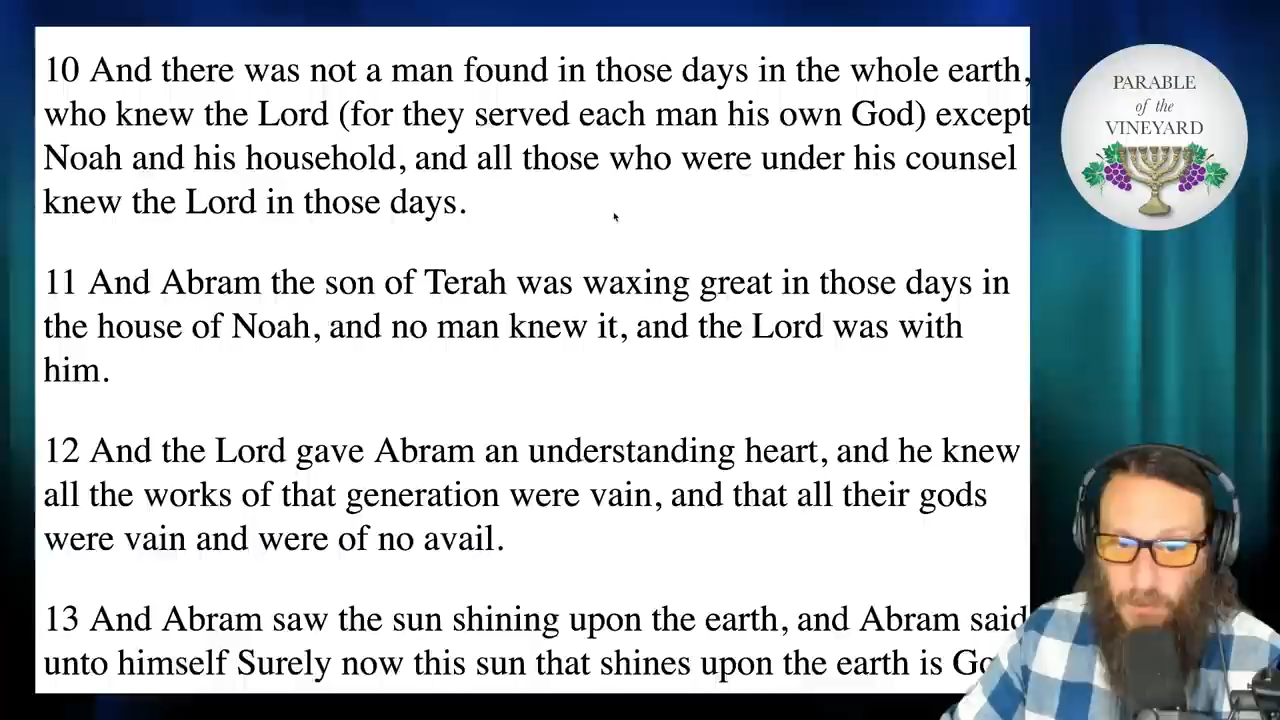 10 And there was not a man found in those days in the whole earth,
who knew the Lord (for they served each man his own God) except
Noah and his household, and all those who were under his counsel
knew the Lord in those days.
11 And Abram the son of Terah was waxing great in those days in
the house of Noah, and no man knew it, and the Lord was with
him.
12 And the Lord gave Abram an understanding heart, and he knew
all the works of that generation were vain, and that all their gods
were vain and were of no avail.
13 And Abram saw the sun shining upon the earth, and Abram said
unto himself Surely now this sun that shines upon the earth is
PARABLE
of the
VINEYARD